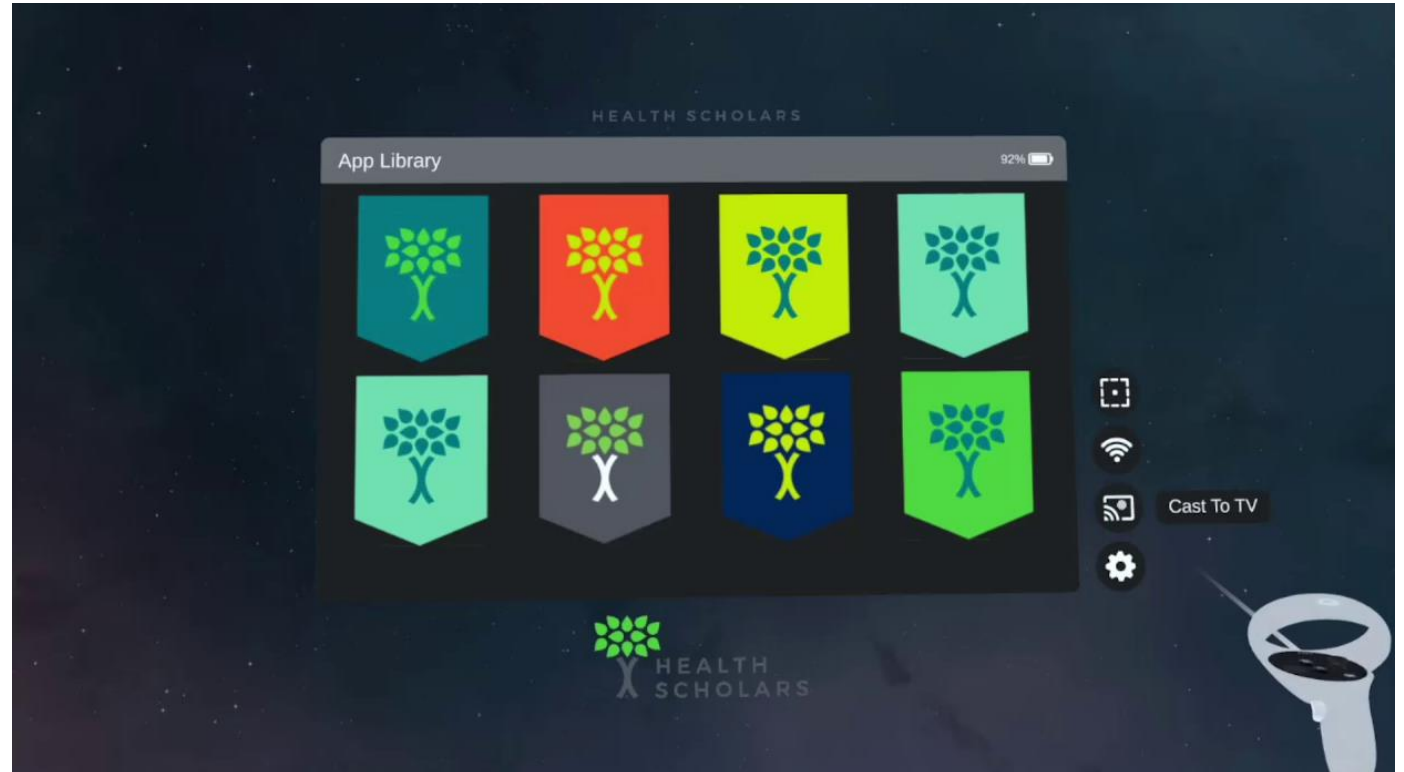 HEALTH SCHOLARS
App Library
92%
Cast To TV
HEALTH
SCHOLARS